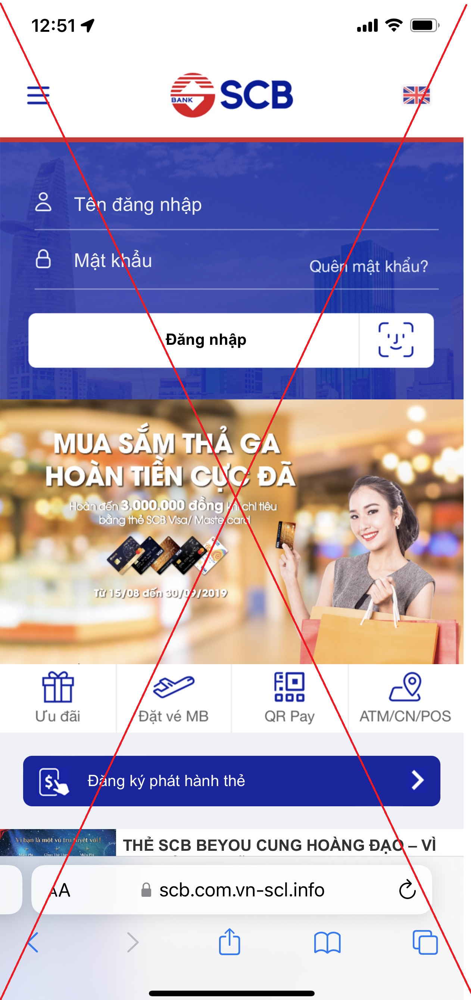 12:51
BANK SCB
Tên đăng nhập
Mật khẩu
Quên mật khẩu?
Đăng nhập
MUA SẮM THẢ GA
HOÀN TIỀN CỰC ĐÃ
Hoàn đến 3.000.000 đồng khi chi tiêu
bằng thẻ SCB Visa/ Mastercard
Từ 15/08 đến 30/09/2019
Ưu đãi
Đặt vé MB
QR Pay
ATM/CN/POS
Đăng ký phát hành thẻ
Vì bạn là một vũ trụ tuyệt vời!
Miễn Phí
Miễn Phí
THẺ SCB BEYOU CUNG HOÀNG ĐẠO – VÌ
AA
scb.com.vn-scl.info